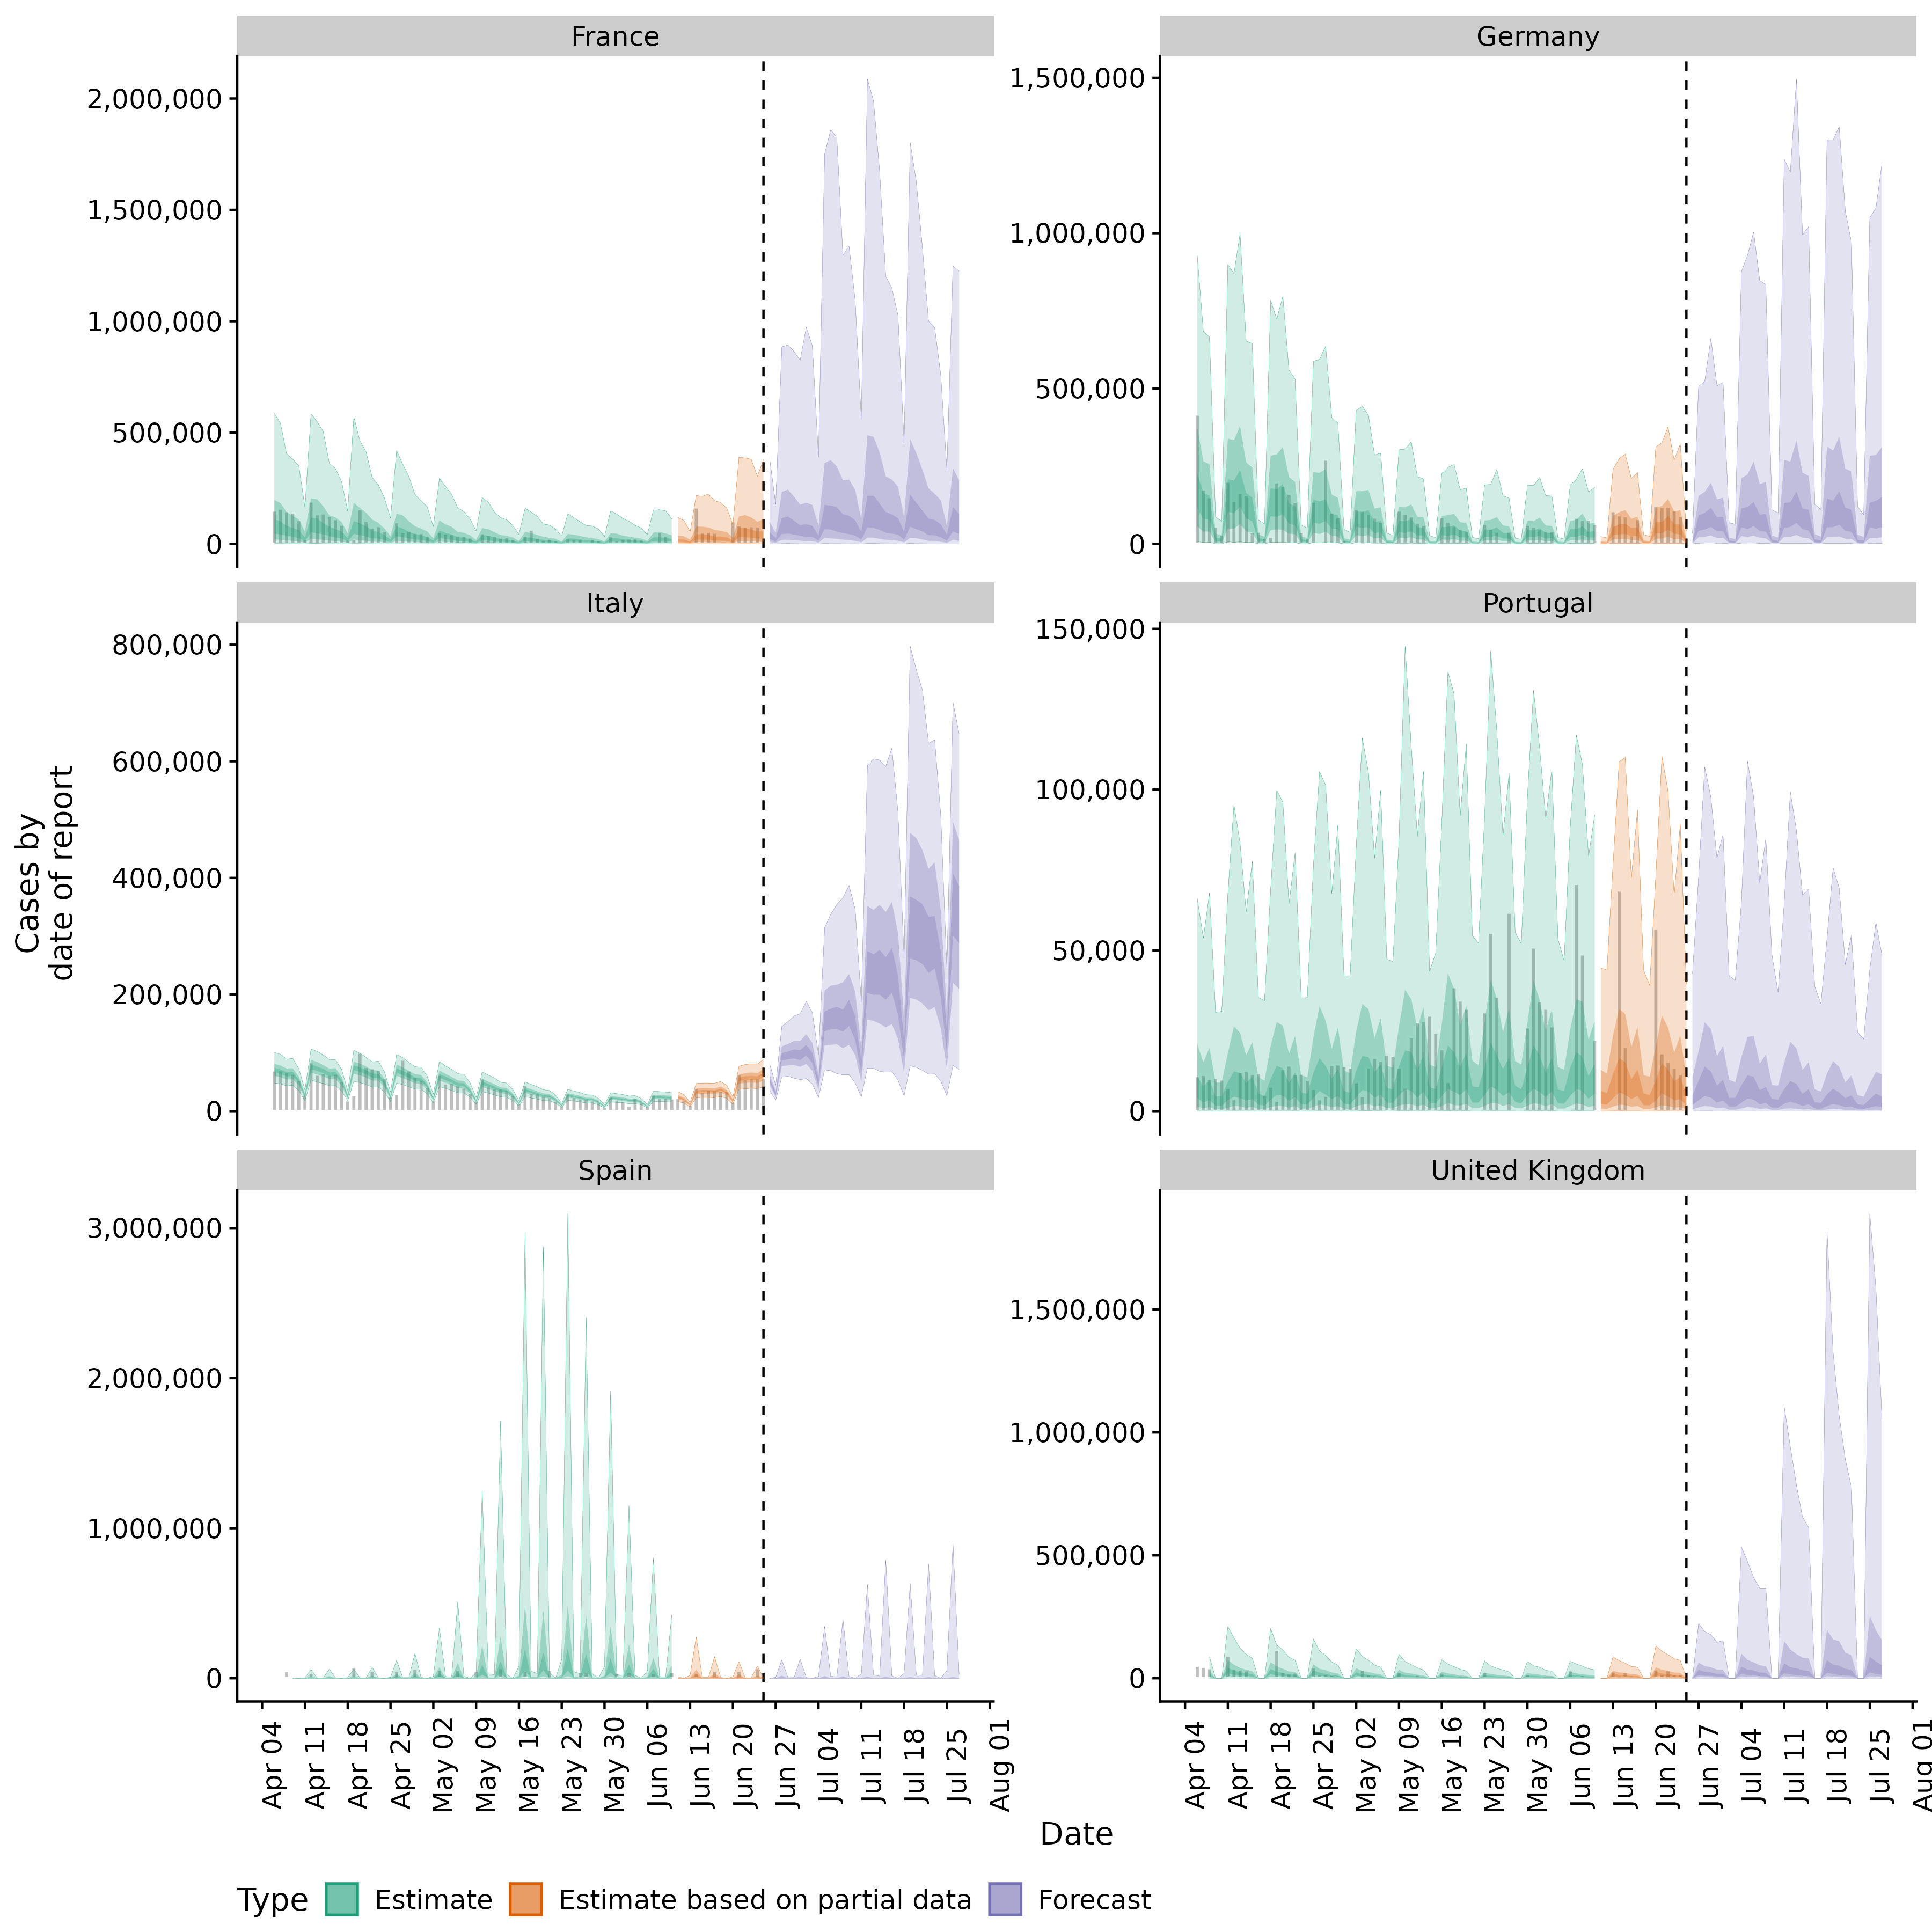 France
Germany
2,000,000
1,500,000
1,000,000
500,000
0
1,500,000
1,000,000
500,000
0
Italy
Portugal
800,000
600,000
400,000
200,000
0
150,000
100,000
50,000
0
Cases by
date of report
Spain
United Kingdom
3,000,000
2,000,000
1,000,000
0
1,500,000
1,000,000
500,000
0
Apr 04
Apr 11
Apr 18
Apr 25
May 02
May 09
May 16
May 23
May 30
Jun 06
Jun 13
Jun 20
Jun 27
Jul 04
Jul 11
Jul 18
Jul 25
Aug 01
Apr 04
Apr 11
Apr 18
Apr 25
May 02
May 09
May 16
May 23
May 30
Jun 06
Jun 13
Jun 20
Jun 27
Jul 04
Jul 11
Jul 18
Jul 25
Aug 01
Date
Type
Estimate
Estimate based on partial data
Forecast